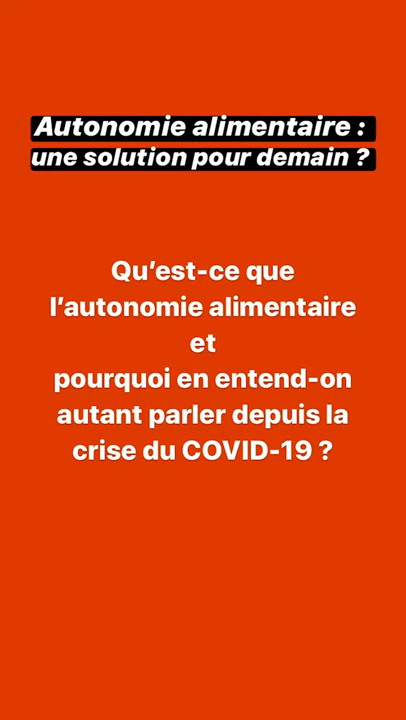 Autonomie alimentaire :
une solution pour demain ?
Qu’est-ce que
l’autonomie alimentaire
et
pourquoi en entend-on
autant parler depuis la
crise du COVID-19 ?